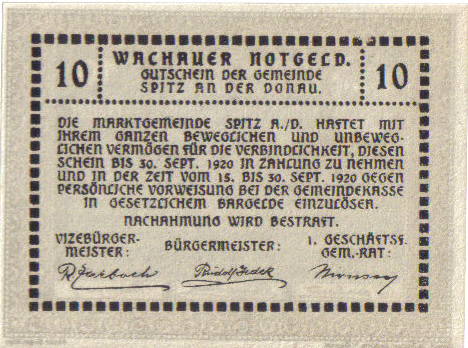 WACHAUER NOTGELD.
10 GUTSCHEIN DER GEMEINDE 10
SPITZ AN DER DONAU.
DIE MARKTGEMEINDE SPITZ A./D. HAFTET MIT
IHREM GANZEN BEWEGLICHEN UND UNBEWEG-
LICHEN VERMÖGEN FÜR DIE VERBINDLICHKEIT, DIESEN
SCHEIN BIS 30. SEPT. 1920 IN ZAHLUNG ZU NEHMEN
UND IN DER ZEIT VOM 15. BIS 30. SEPT. 1920 GEGEN
PERSÖNLICHE VORWEISUNG BEI DER GEMEINDEKASSE
IN GESETZLICHEM BARGELDE EINZULÖSEN.
NACHAHMUNG WIRD BESTRAFT.
VIZEBÜRGER-
MEISTER:
BÜRGERMEISTER:
1. GESCHÄFTSF.
GEM.-RAT: